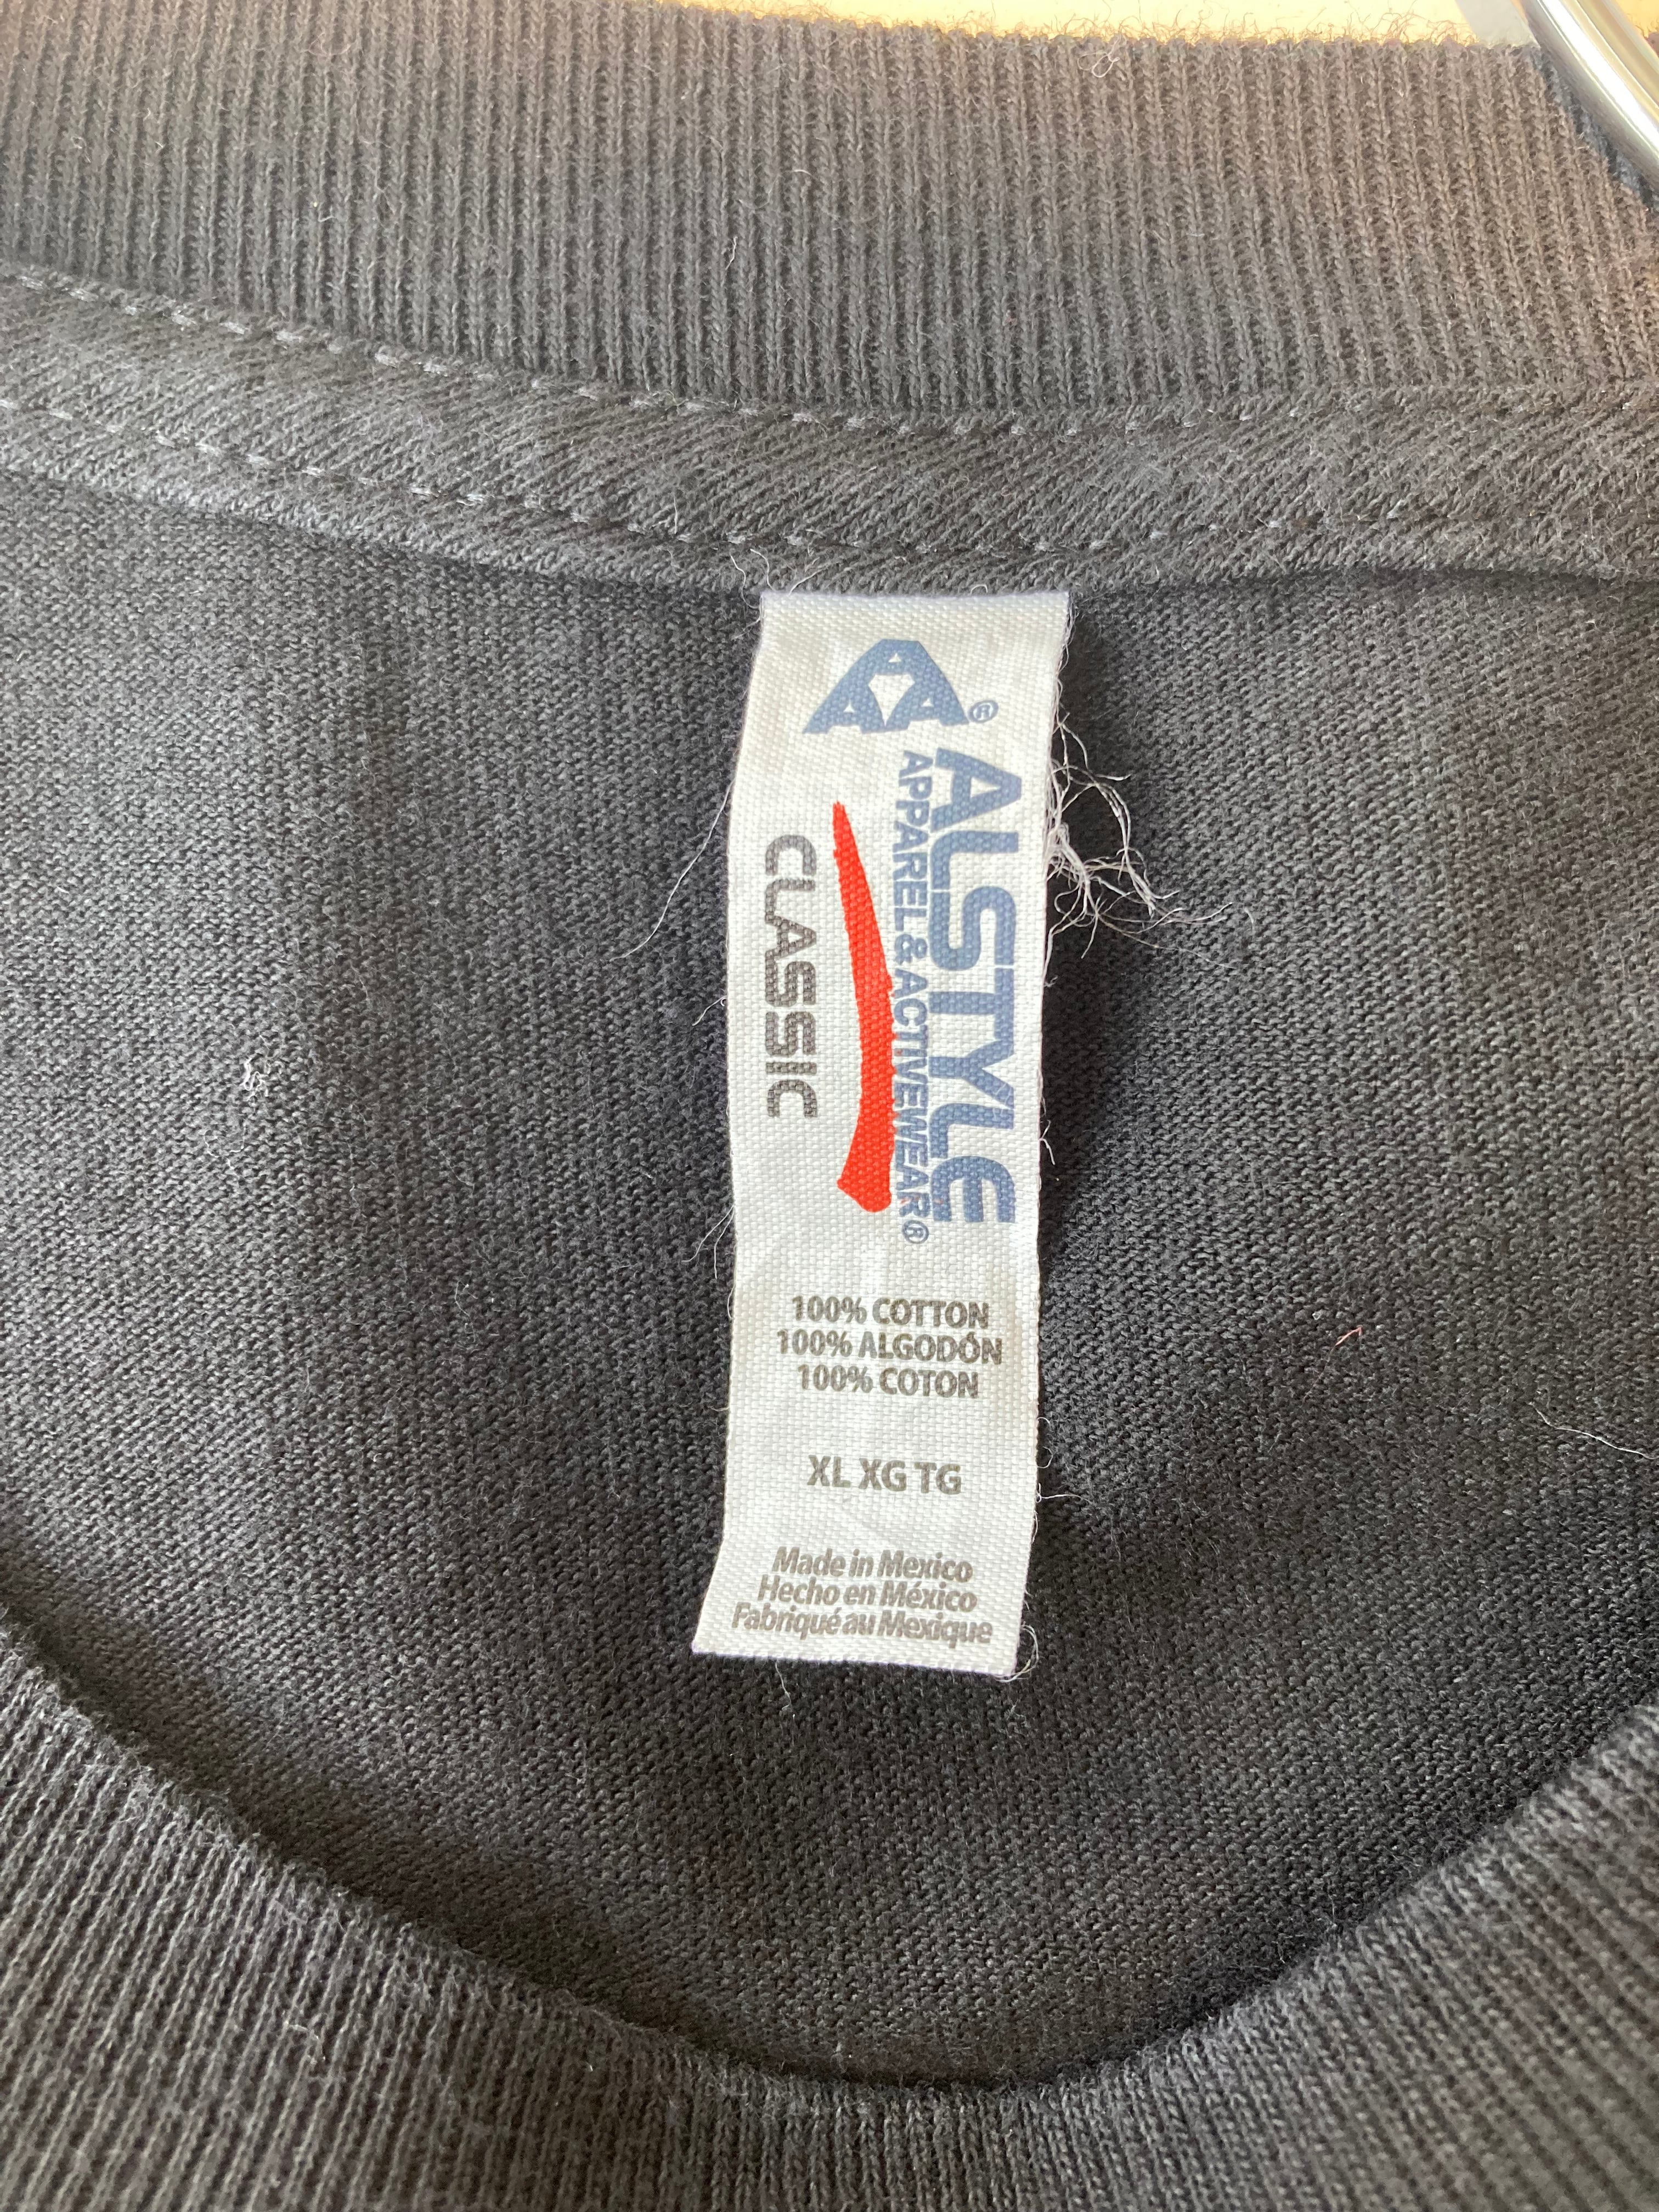 AAA®
ALSTYLE
APPAREL & ACTIVEWEAR®
CLASSIC
100% COTTON
100% ALGODÓN
100% COTON
XL XG TG
Made in Mexico
Hecho en México
Fabriqué au Mexique